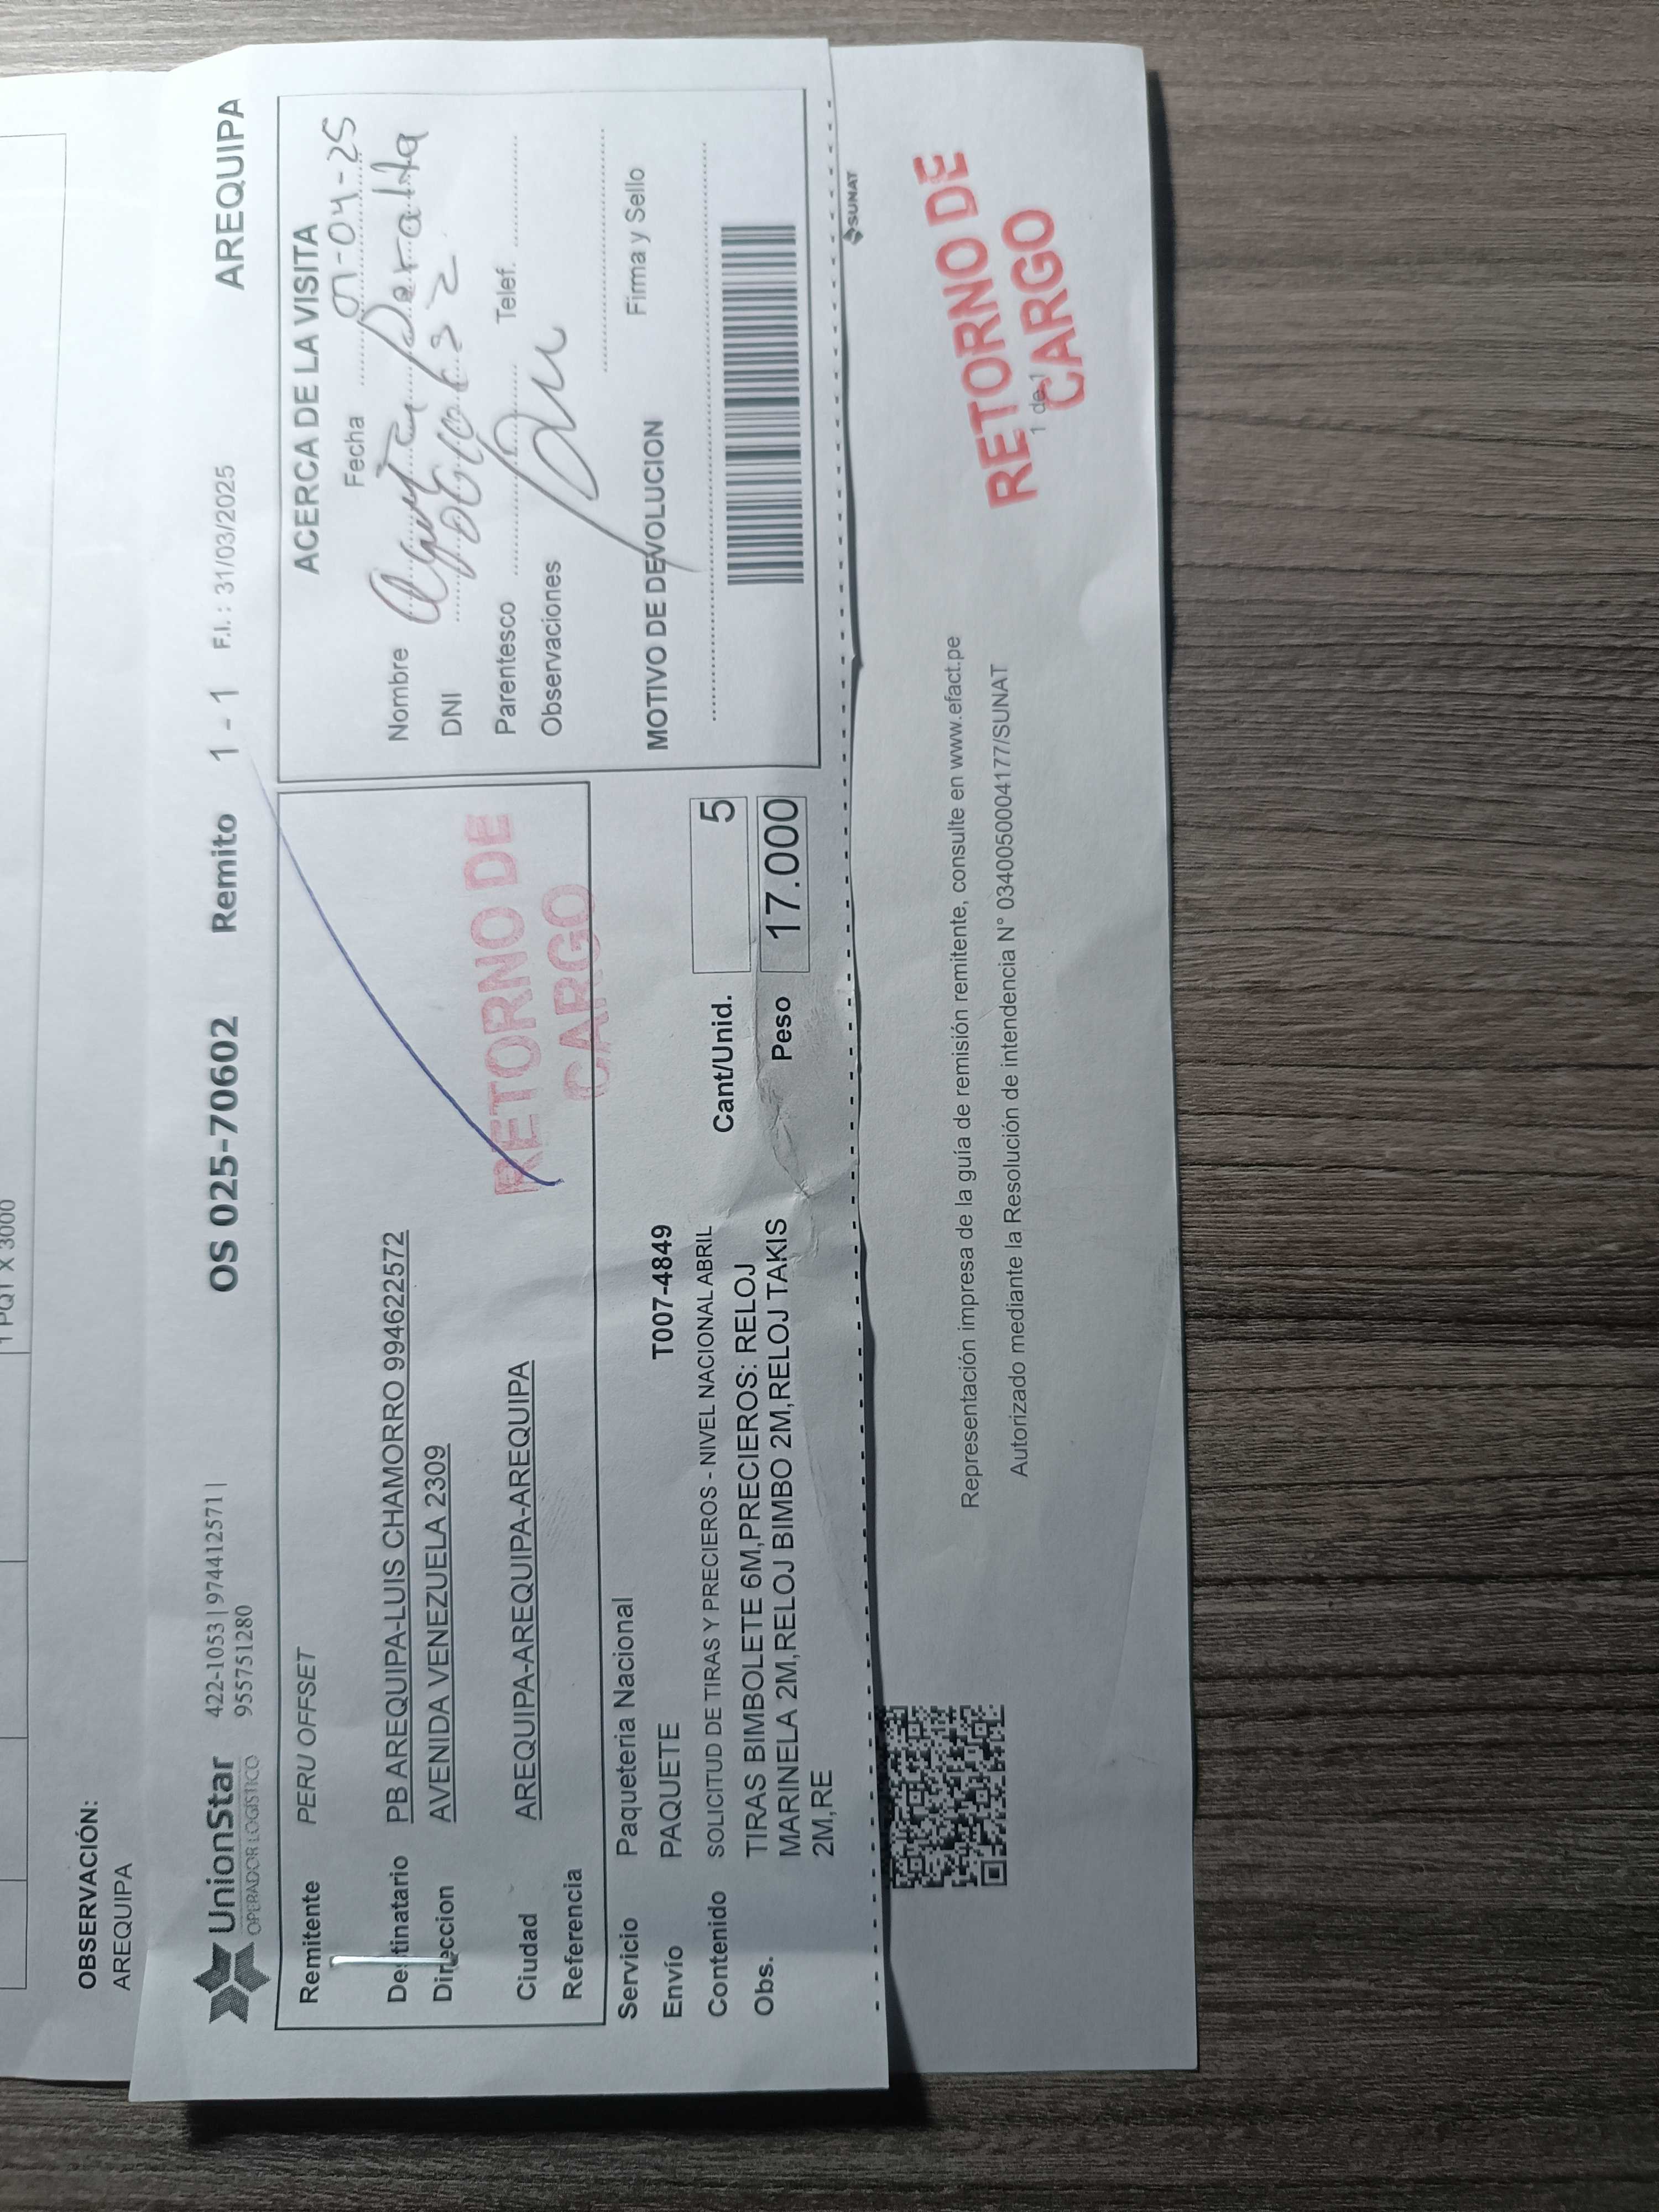 1 PQT X 3000
OBSERVACIÓN:
AREQUIPA
UnionStar
OPERADOR LOGÍSTICO
422-1053 | 974412571 |
955751280
OS 025-70602 Remito 1 - 1 F.I. : 31/03/2025 AREQUIPA
Remitente PERU OFFSET
Destinatario PB AREQUIPA-LUIS CHAMORRO 994622572
Direccion AVENIDA VENEZUELA 2309
Ciudad AREQUIPA-AREQUIPA-AREQUIPA
Referencia
RETORNO DE
CARGO
Servicio Paqueteria Nacional
Envío PAQUETE T007-4849
Contenido SOLICITUD DE TIRAS Y PRECIEROS - NIVEL NACIONAL ABRIL
Obs. TIRAS BIMBOLETE 6M,PRECIEROS: RELOJ
MARINELA 2M,RELOJ BIMBO 2M,RELOJ TAKIS
2M,RE
Cant/Unid. 5
Peso 17.000
ACERCA DE LA VISITA
Fecha 07-04-25
Nombre Peralta
DNI
Parentesco Telef.
Observaciones
Firma y Sello
MOTIVO DE DEVOLUCION
SUNAT
Representación impresa de la guía de remisión remitente, consulte en www.efact.pe
Autorizado mediante la Resolución de intendencia N° 0340050004177/SUNAT
1 de 1
RETORNO DE
CARGO